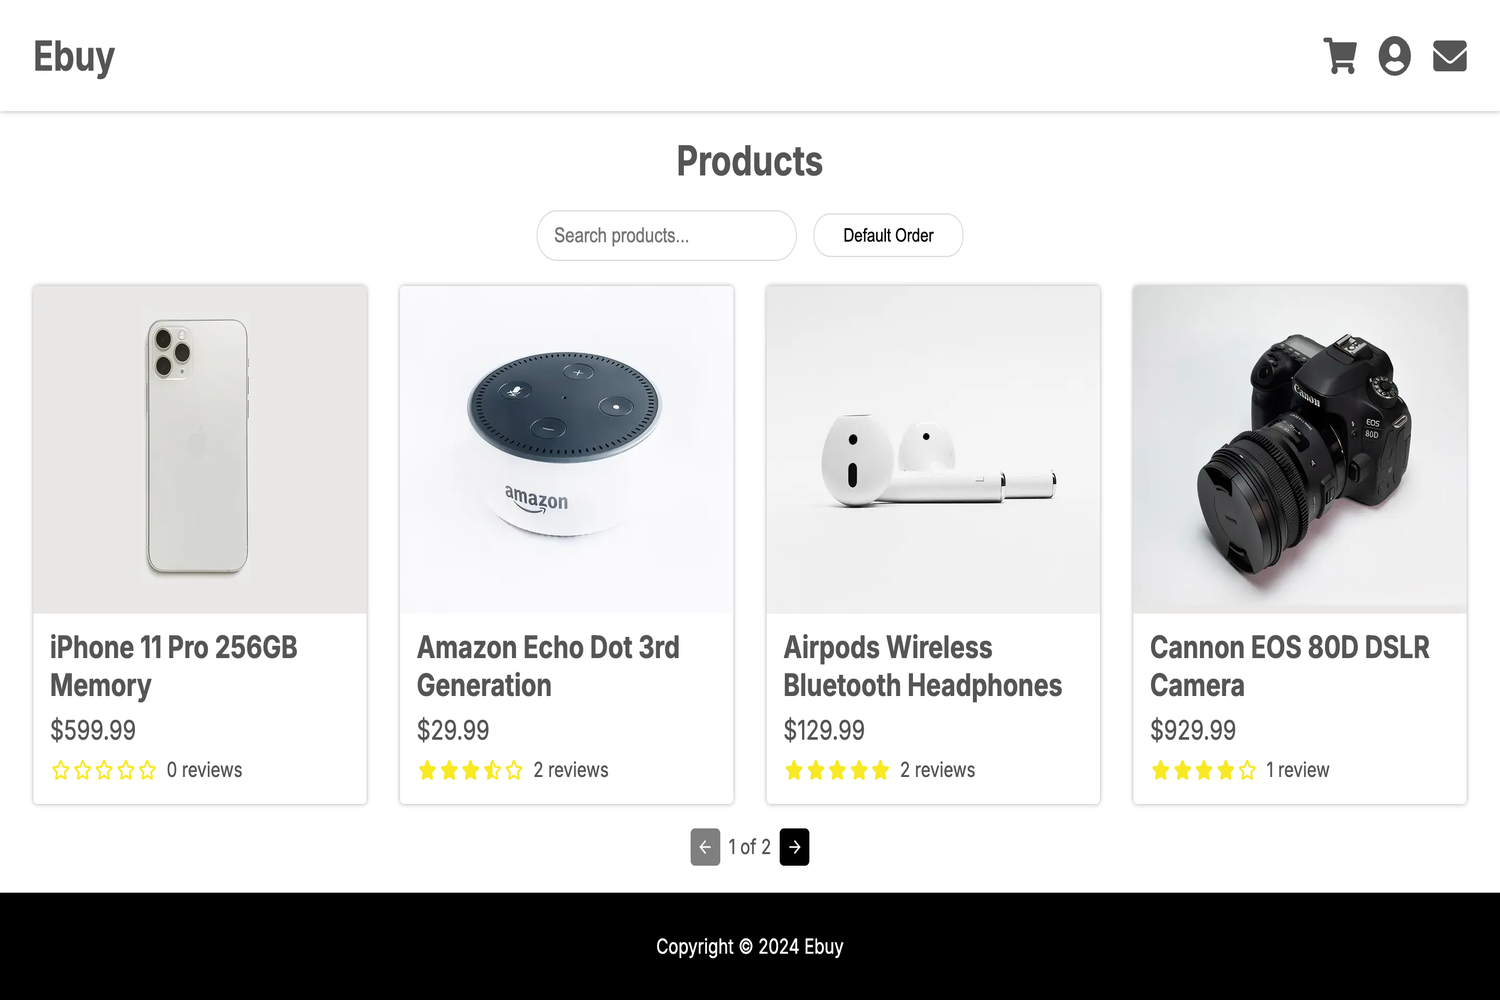 Ebuy
Products
Search products...
Default Order
amazon
Canon
EOS
80D
iPhone 11 Pro 256GB
Memory
$599.99
0 reviews
Amazon Echo Dot 3rd
Generation
$29.99
2 reviews
Airpods Wireless
Bluetooth Headphones
$129.99
2 reviews
Cannon EOS 80D DSLR
Camera
$929.99
1 review
1 of 2
Copyright © 2024 Ebuy